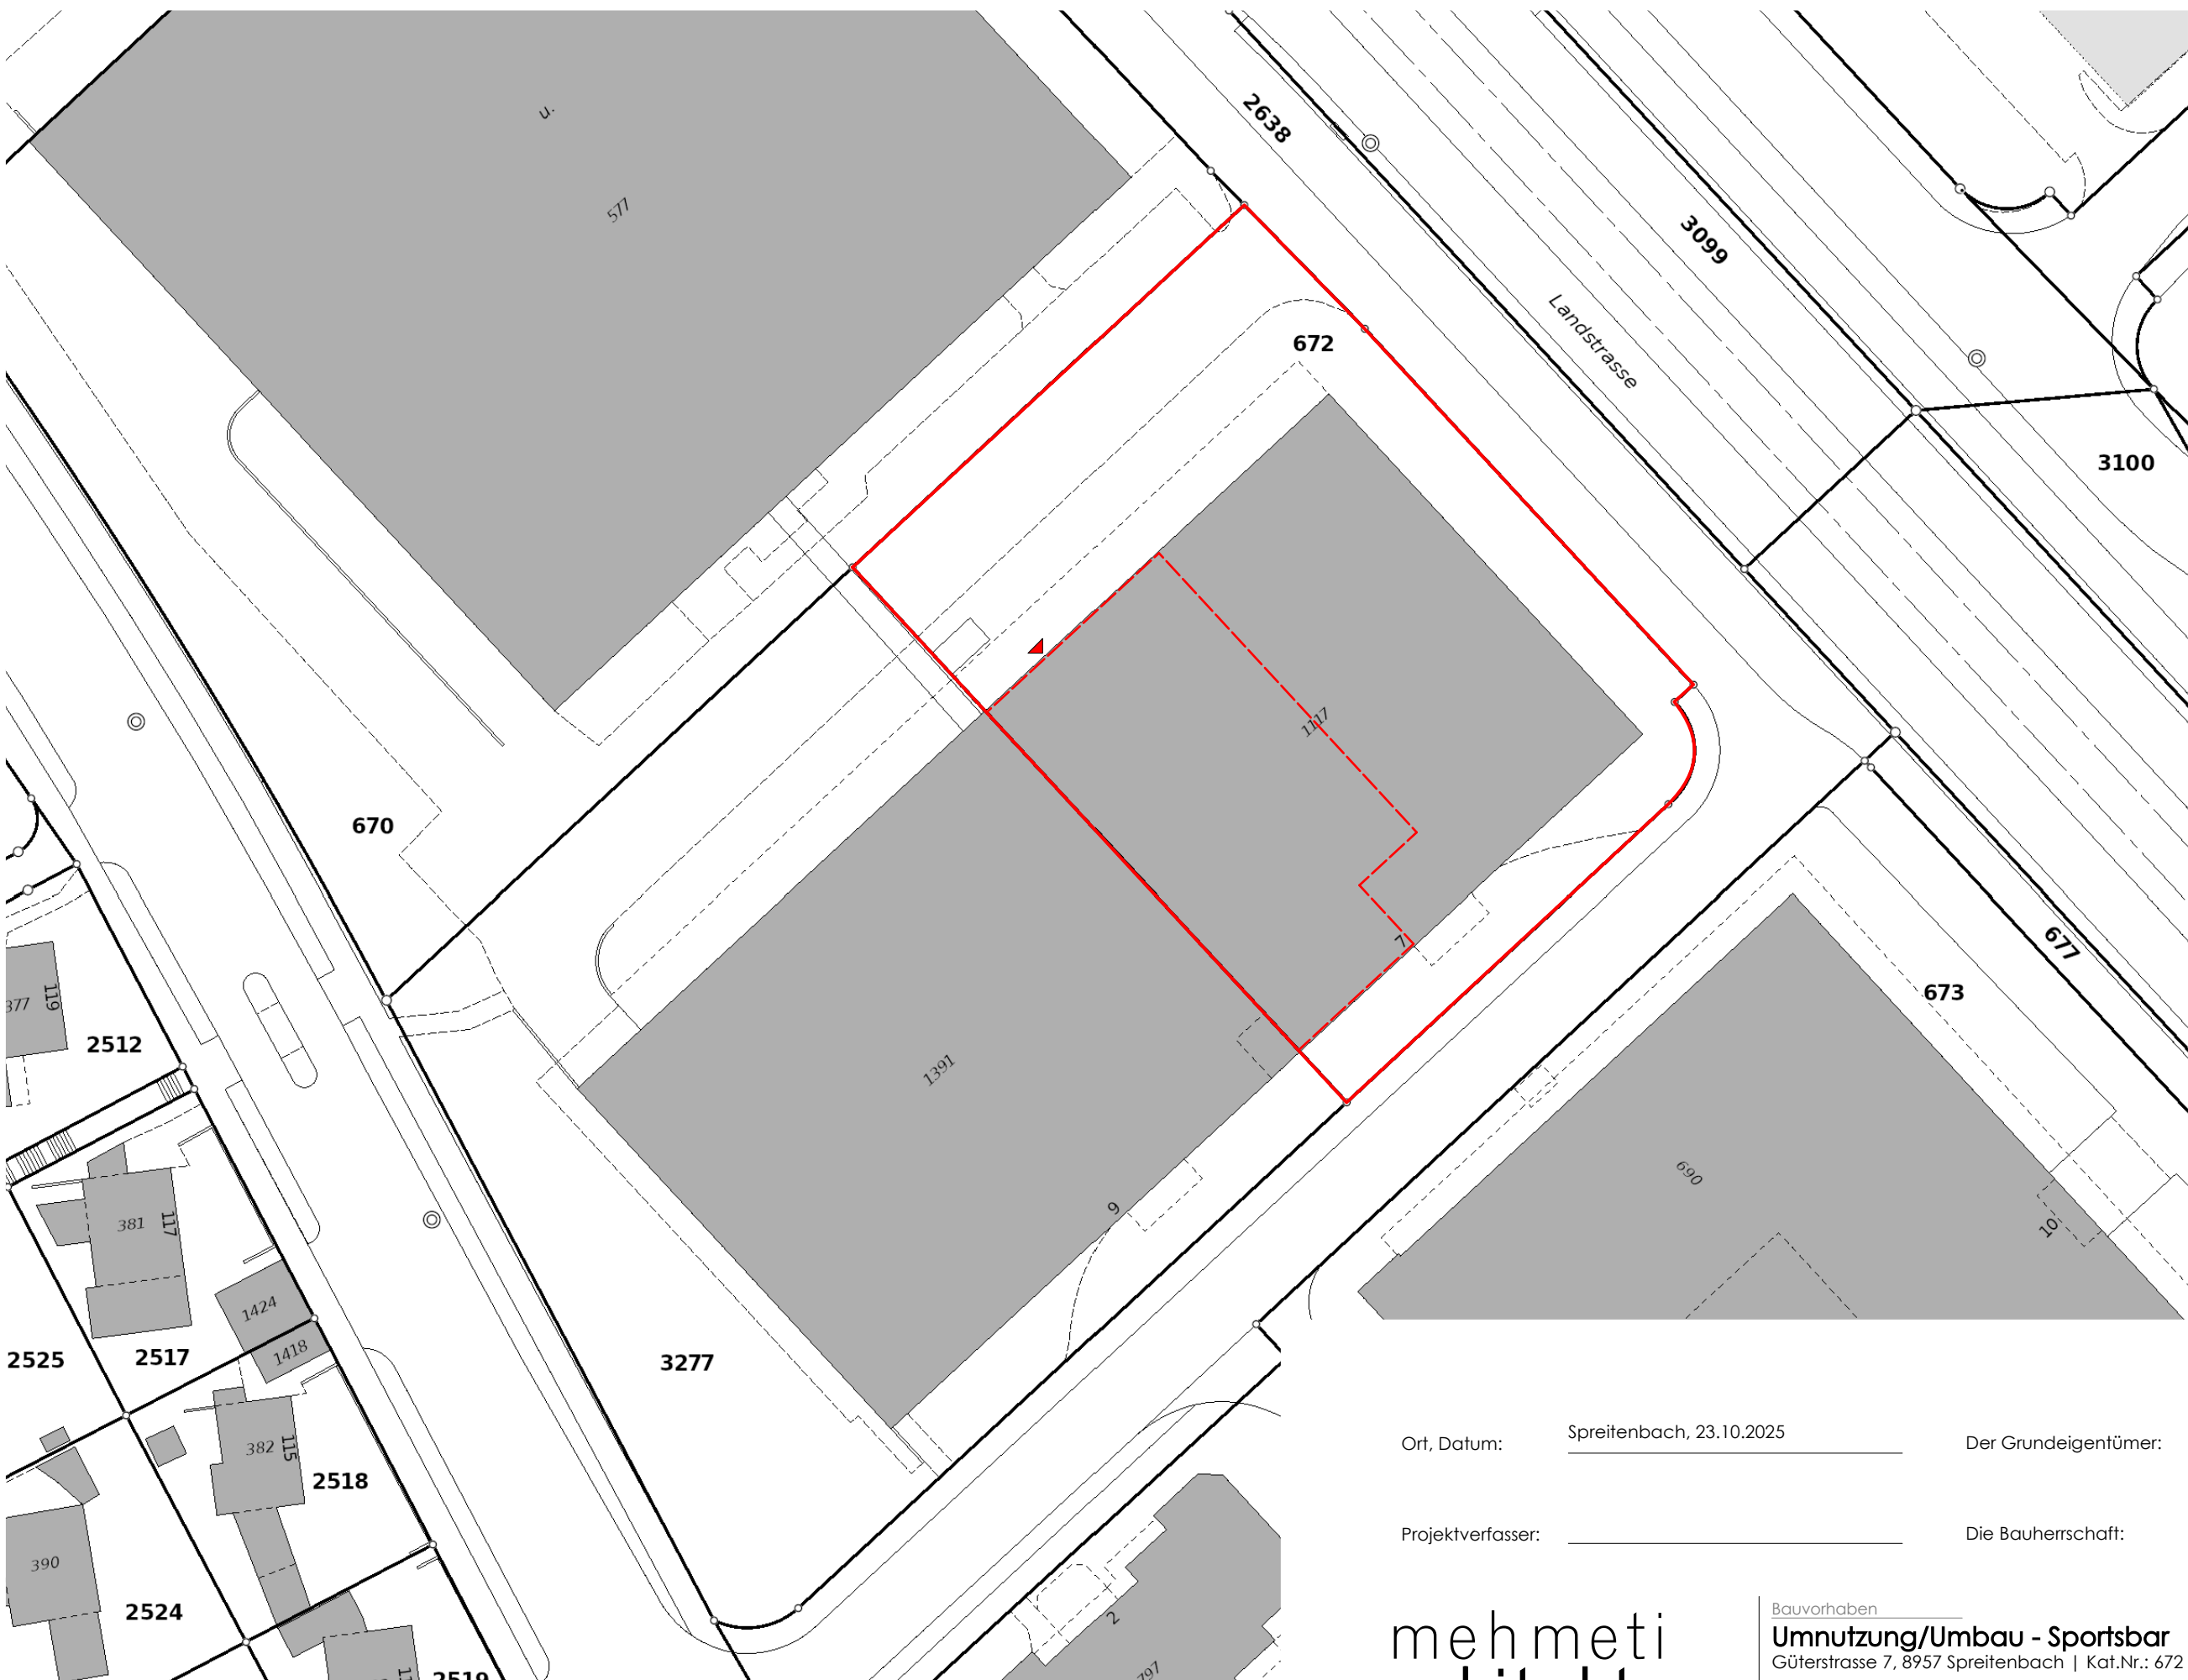 u.
577
2638
3099
Landstrasse
672
3100
1117
670
7
677
673
377
119
2512
1391
9
690
10
381
117
1424
1418
2525
2517
3277
382
115
2518
390
2524
2
797
2519
Ort, Datum:
Spreitenbach, 23.10.2025
Der Grundeigentümer:
Projektverfasser:
Die Bauherrschaft:
mehmeti
Bauvorhaben
Umnutzung/Umbau - Sportsbar
Güterstrasse 7, 8957 Spreitenbach | Kat.Nr.: 672